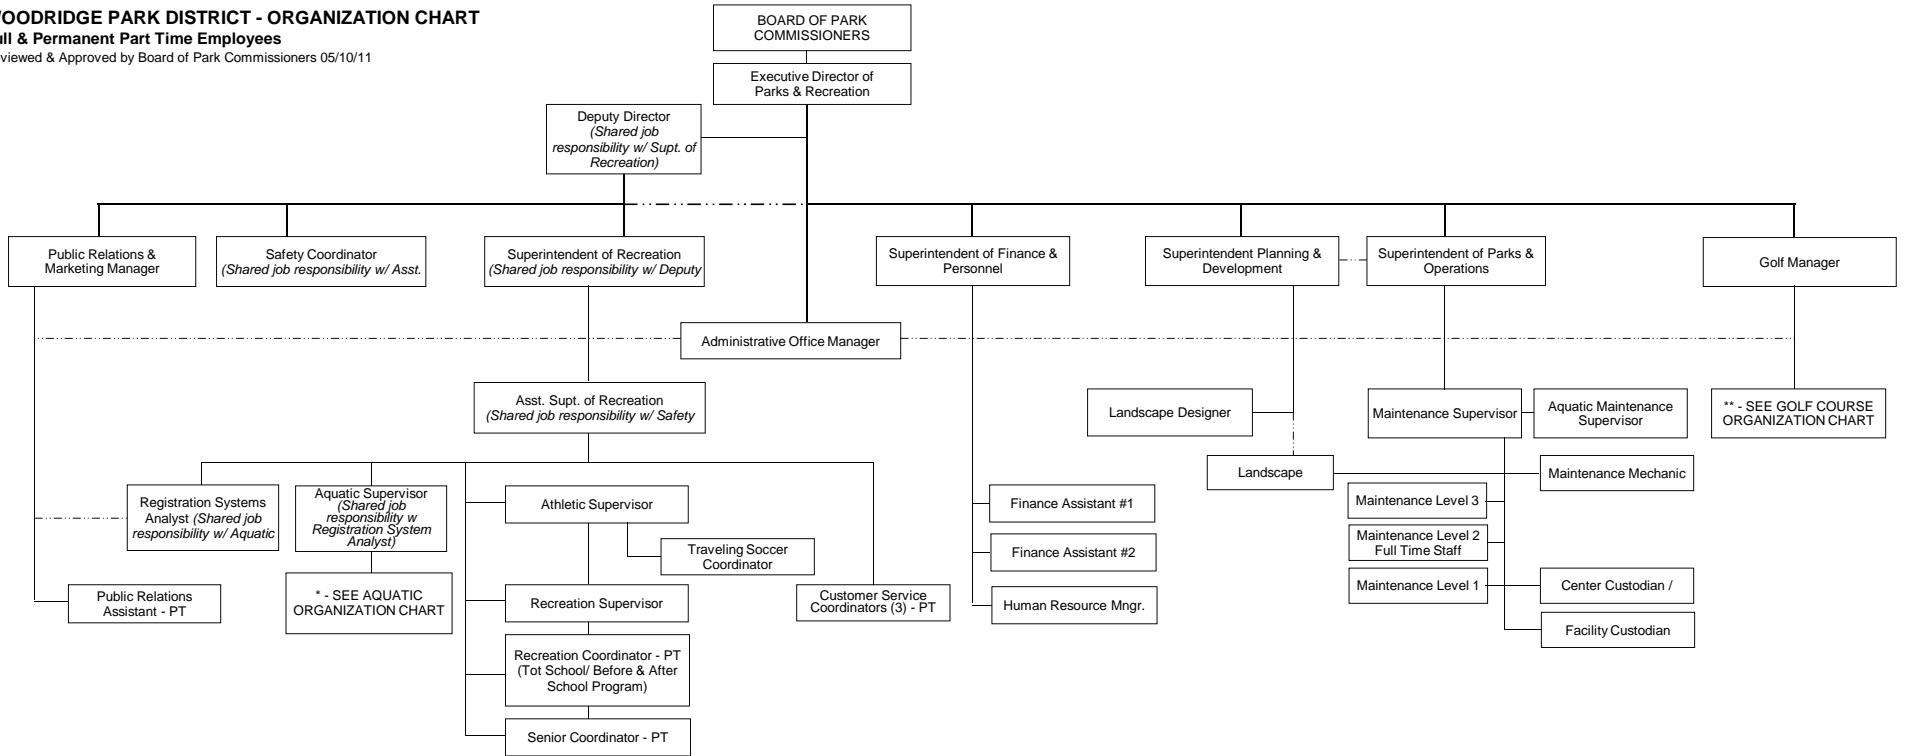 WOODRIDGE PARK DISTRICT - ORGANIZATION CHART
ull & Permanent Part Time Employees
viewed & Approved by Board of Park Commissioners 05/10/11
BOARD OF PARK
COMMISSIONERS
Executive Director of
Parks & Recreation
Deputy Director
(Shared job
responsibility w/ Supt. of
Recreation)
Public Relations &
Marketing Manager
Safety Coordinator
(Shared job responsibility w/ Asst.
Superintendent of Recreation
(Shared job responsibility w/ Deputy
Superintendent of Finance &
Personnel
Superintendent Planning &
Development
Superintendent of Parks &
Operations
Golf Manager
Administrative Office Manager
Asst. Supt. of Recreation
(Shared job responsibility w/ Safety
Landscape Designer
Maintenance Supervisor
Aquatic Maintenance
Supervisor
** - SEE GOLF COURSE
ORGANIZATION CHART
Landscape
Maintenance Mechanic
Registration Systems
Analyst (Shared job
responsibility w/ Aquatic
Aquatic Supervisor
(Shared job
responsibility w
Registration System
Analyst)
Athletic Supervisor
Finance Assistant #1
Maintenance Level 3
Traveling Soccer
Coordinator
Finance Assistant #2
Maintenance Level 2
Full Time Staff
Public Relations
Assistant - PT
* - SEE AQUATIC
ORGANIZATION CHART
Recreation Supervisor
Customer Service
Coordinators (3) - PT
Human Resource Mngr.
Maintenance Level 1
Center Custodian /
Facility Custodian
Recreation Coordinator - PT
(Tot School/ Before & After
School Program)
Senior Coordinator - PT